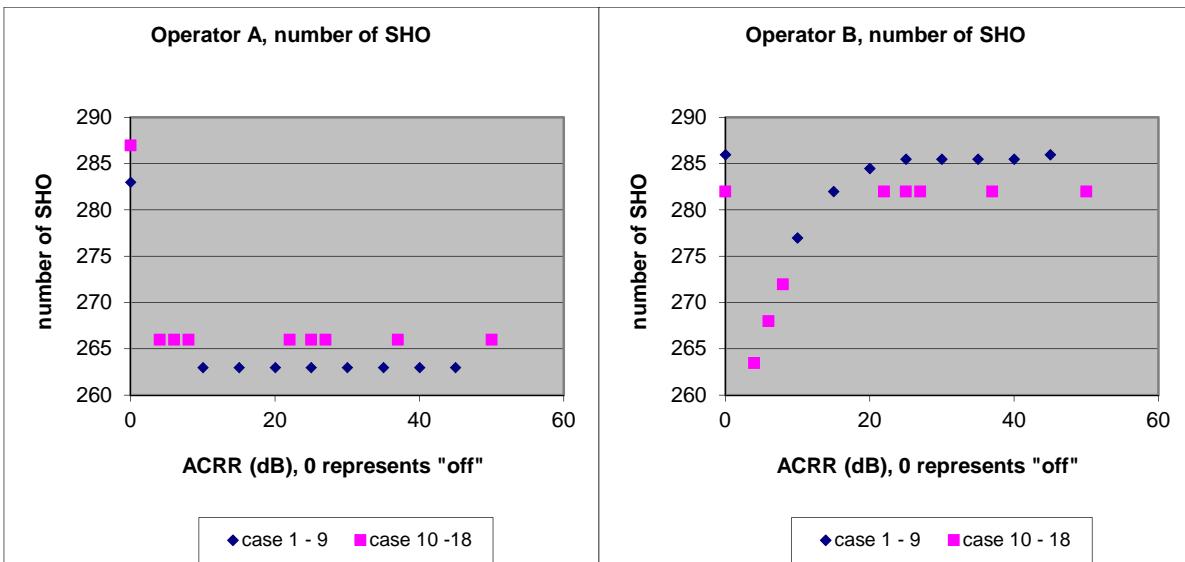 Operator A, number of SHO
290
285
280
275
270
265
260
number of SHO
0
20
40
60
ACRR (dB), 0 represents "off"
case 1 - 9
case 10 -18
Operator B, number of SHO
290
285
280
275
270
265
260
number of SHO
0
20
40
60
ACRR (dB), 0 represents "off"
case 1 - 9
case 10 - 18